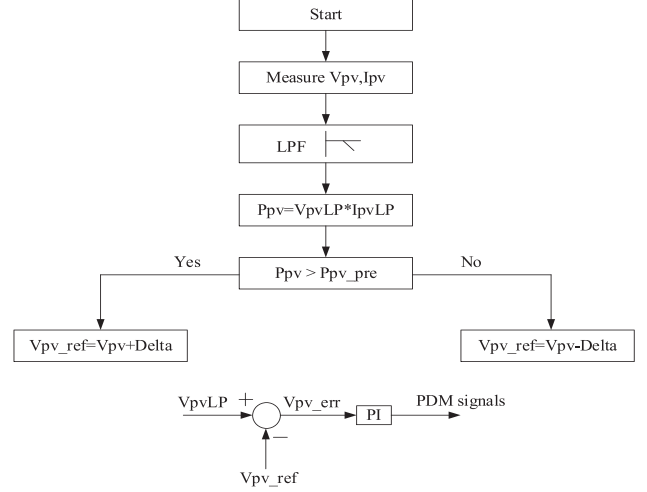 Start
Measure Vpv,Ipv
LPF
Ppv=VpvLP*IpvLP
Yes
Ppv > Ppv_pre
No
Vpv_ref=Vpv+Delta
Vpv_ref=Vpv-Delta
VpvLP + Vpv_err PI PDM signals
−
Vpv_ref